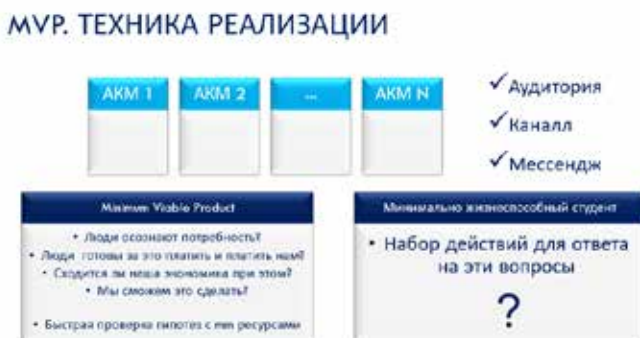 MVP. ТЕХНИКА РЕАЛИЗАЦИИ
АКМ 1
АКМ 2
...
АКМ N
✓ Аудитория
✓ Каналл
✓ Мессендж
Minimum Viable Product
• Люди осознают потребность?
• Люди готовы за это платить и платить нам?
• Сходится ли наша экономика при этом?
• Мы сможем это сделать?
• Быстрая проверка гипотез с min ресурсами
Минимально жизнеспособный студент
• Набор действий для ответа
на эти вопросы
?